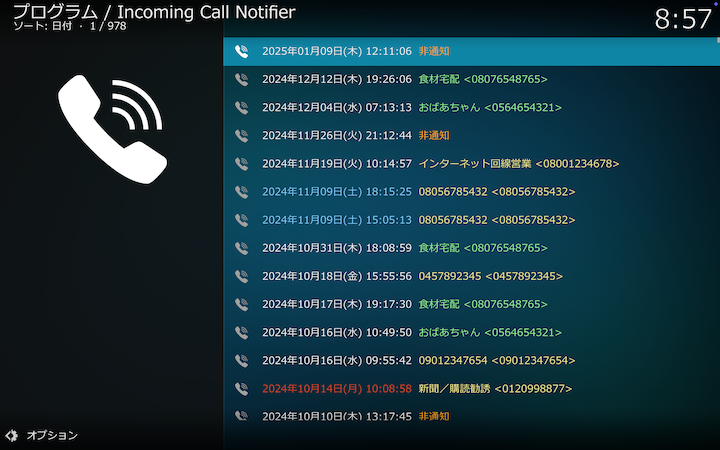 プログラム / Incoming Call Notifier
ソート: 日付 · 1 / 978
8:57
2025年01月09日(木) 12:11:06 非通知
2024年12月12日(木) 19:26:06 食材宅配 <08076548765>
2024年12月04日(水) 07:13:13 おばあちゃん <0564654321>
2024年11月26日(火) 21:12:44 非通知
2024年11月19日(火) 10:14:57 インターネット回線営業 <08001234678>
2024年11月09日(土) 18:15:25 08056785432 <08056785432>
2024年11月09日(土) 15:05:13 08056785432 <08056785432>
2024年10月31日(木) 18:08:59 食材宅配 <08076548765>
2024年10月18日(金) 15:55:56 0457892345 <0457892345>
2024年10月17日(木) 19:17:30 食材宅配 <08076548765>
2024年10月16日(水) 10:49:50 おばあちゃん <0564654321>
2024年10月16日(水) 09:55:42 09012347654 <09012347654>
2024年10月14日(月) 10:08:58 新聞／購読勧誘 <0120998877>
2024年10月10日(木) 13:17:45 非通知
オプション